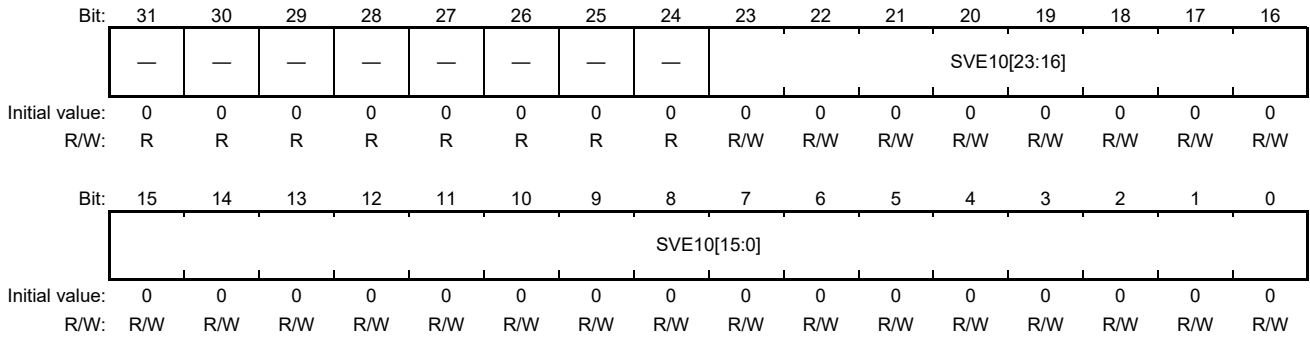 Bit: 31 30 29 28 27 26 25 24 23 22 21 20 19 18 17 16
— — — — — — — — SVE10[23:16]
Initial value: 0 0 0 0 0 0 0 0 0 0 0 0 0 0 0 0
R/W: R R R R R R R R R/W R/W R/W R/W R/W R/W R/W R/W
Bit: 15 14 13 12 11 10 9 8 7 6 5 4 3 2 1 0
SVE10[15:0]
Initial value: 0 0 0 0 0 0 0 0 0 0 0 0 0 0 0 0
R/W: R/W R/W R/W R/W R/W R/W R/W R/W R/W R/W R/W R/W R/W R/W R/W R/W